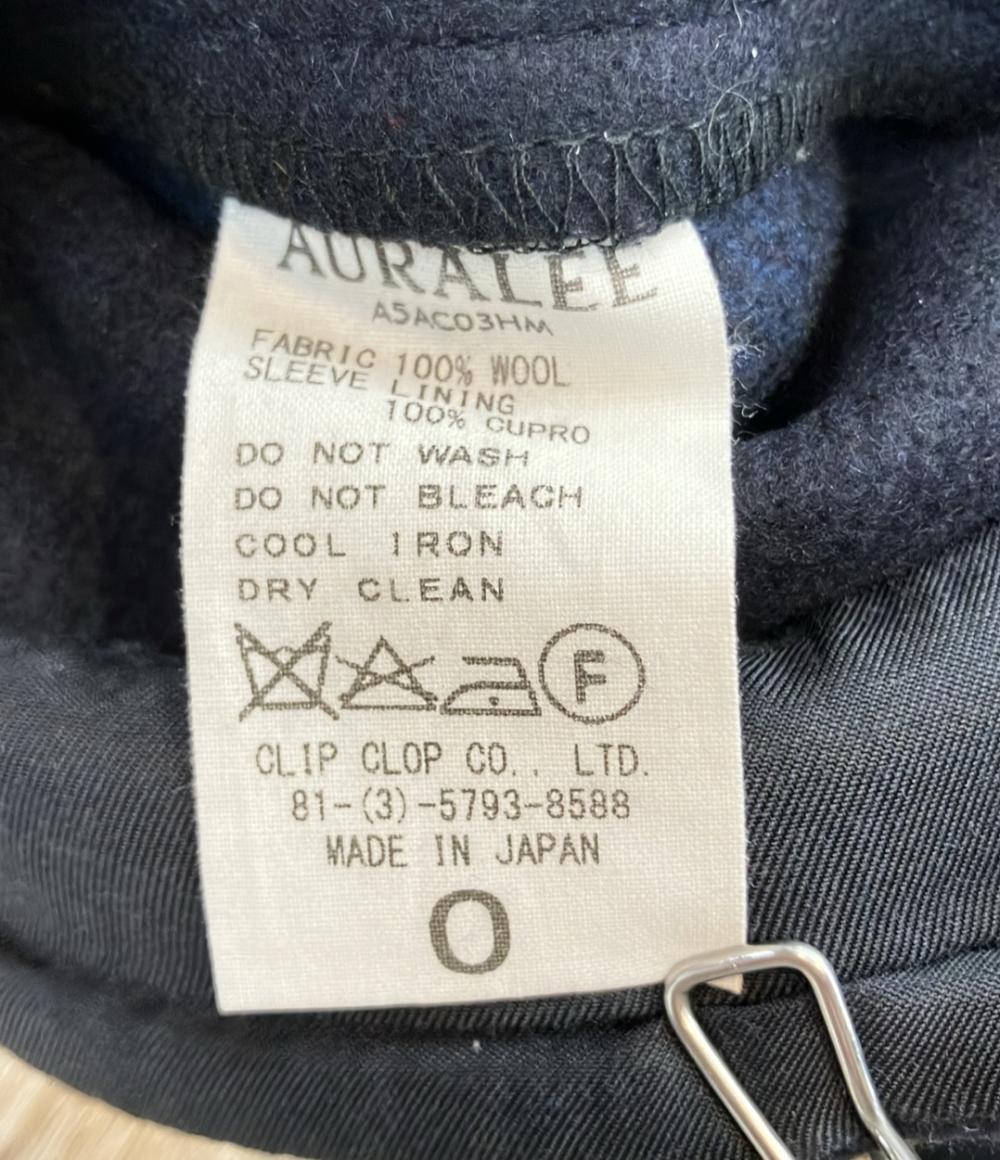 AURALEE
A5AC03HM
FABRIC 100% WOOL
SLEEVE LINING
100% CUPRO
DO NOT WASH
DO NOT BLEACH
COOL IRON
DRY CLEAN
F
CLIP CLOP CO., LTD.
81-(3)-5793-8588
MADE IN JAPAN
O